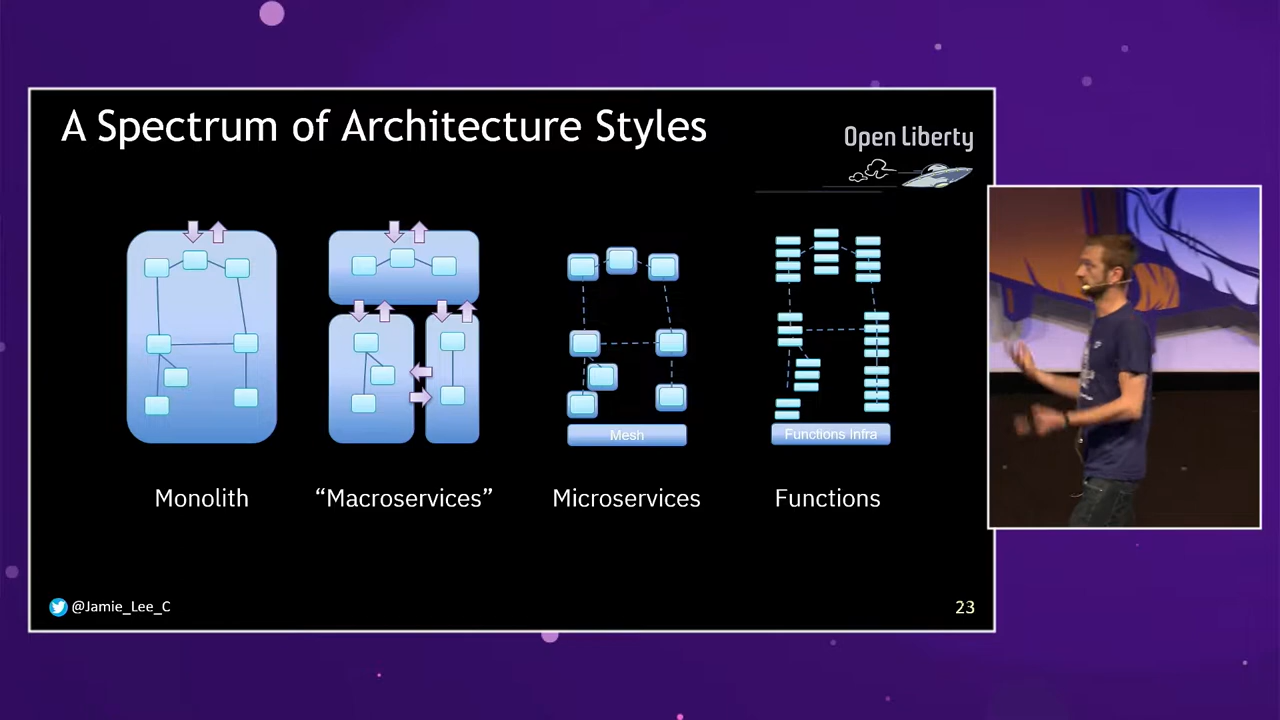 A Spectrum of Architecture Styles
Open Liberty
Mesh
Functions Infra
Monolith
“Macroservices”
Microservices
Functions
@Jamie_Lee_C
23